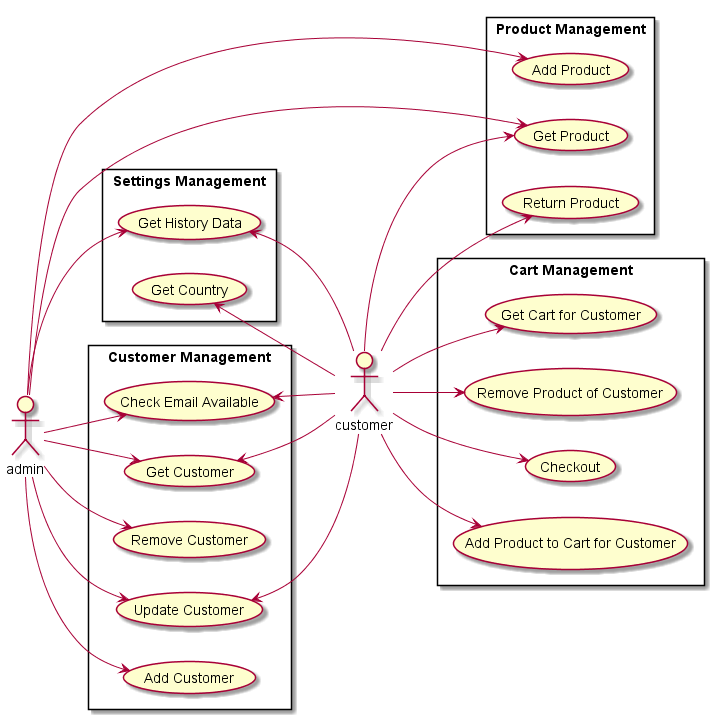 Product Management
Add Product
Get Product
Return Product
Settings Management
Get History Data
Get Country
Cart Management
Get Cart for Customer
Remove Product of Customer
Checkout
Add Product to Cart for Customer
Customer Management
Check Email Available
Get Customer
Remove Customer
Update Customer
Add Customer
customer
admin